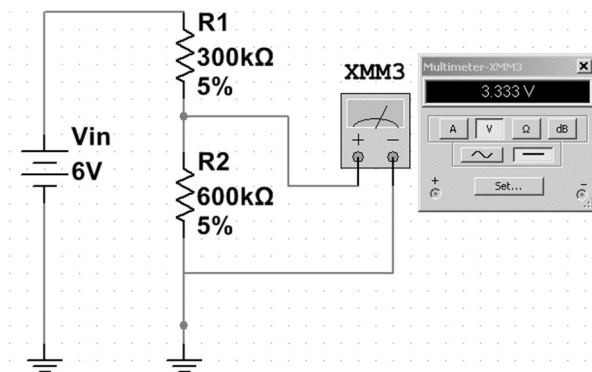 R1
300kΩ
5%
Vin
6V
R2
600kΩ
5%
XMM3
+ −
Multimeter-XMM3
3.333 V
A V Ω dB
Set...
+ −